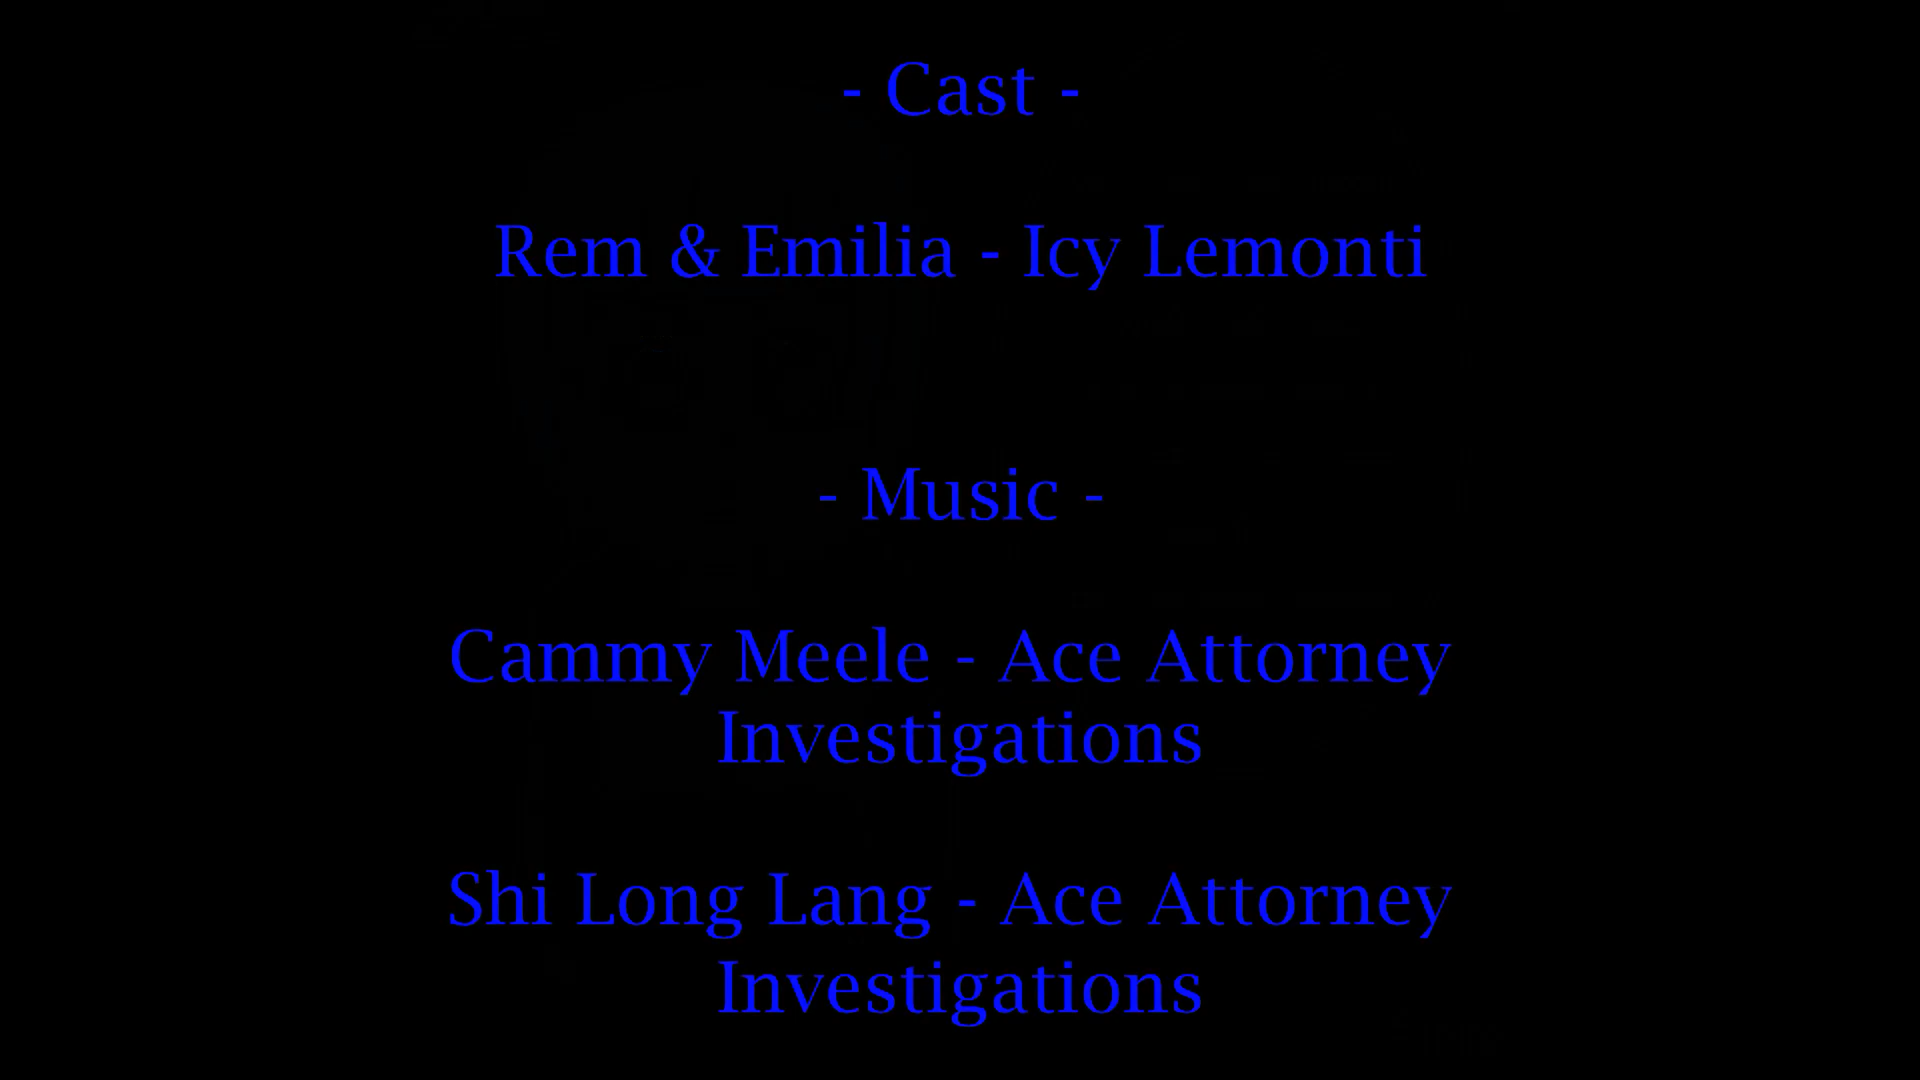 - Cast -
Rem & Emilia - Icy Lemonti
- Music -
Cammy Meele - Ace Attorney
Investigations
Shi Long Lang - Ace Attorney
Investigations